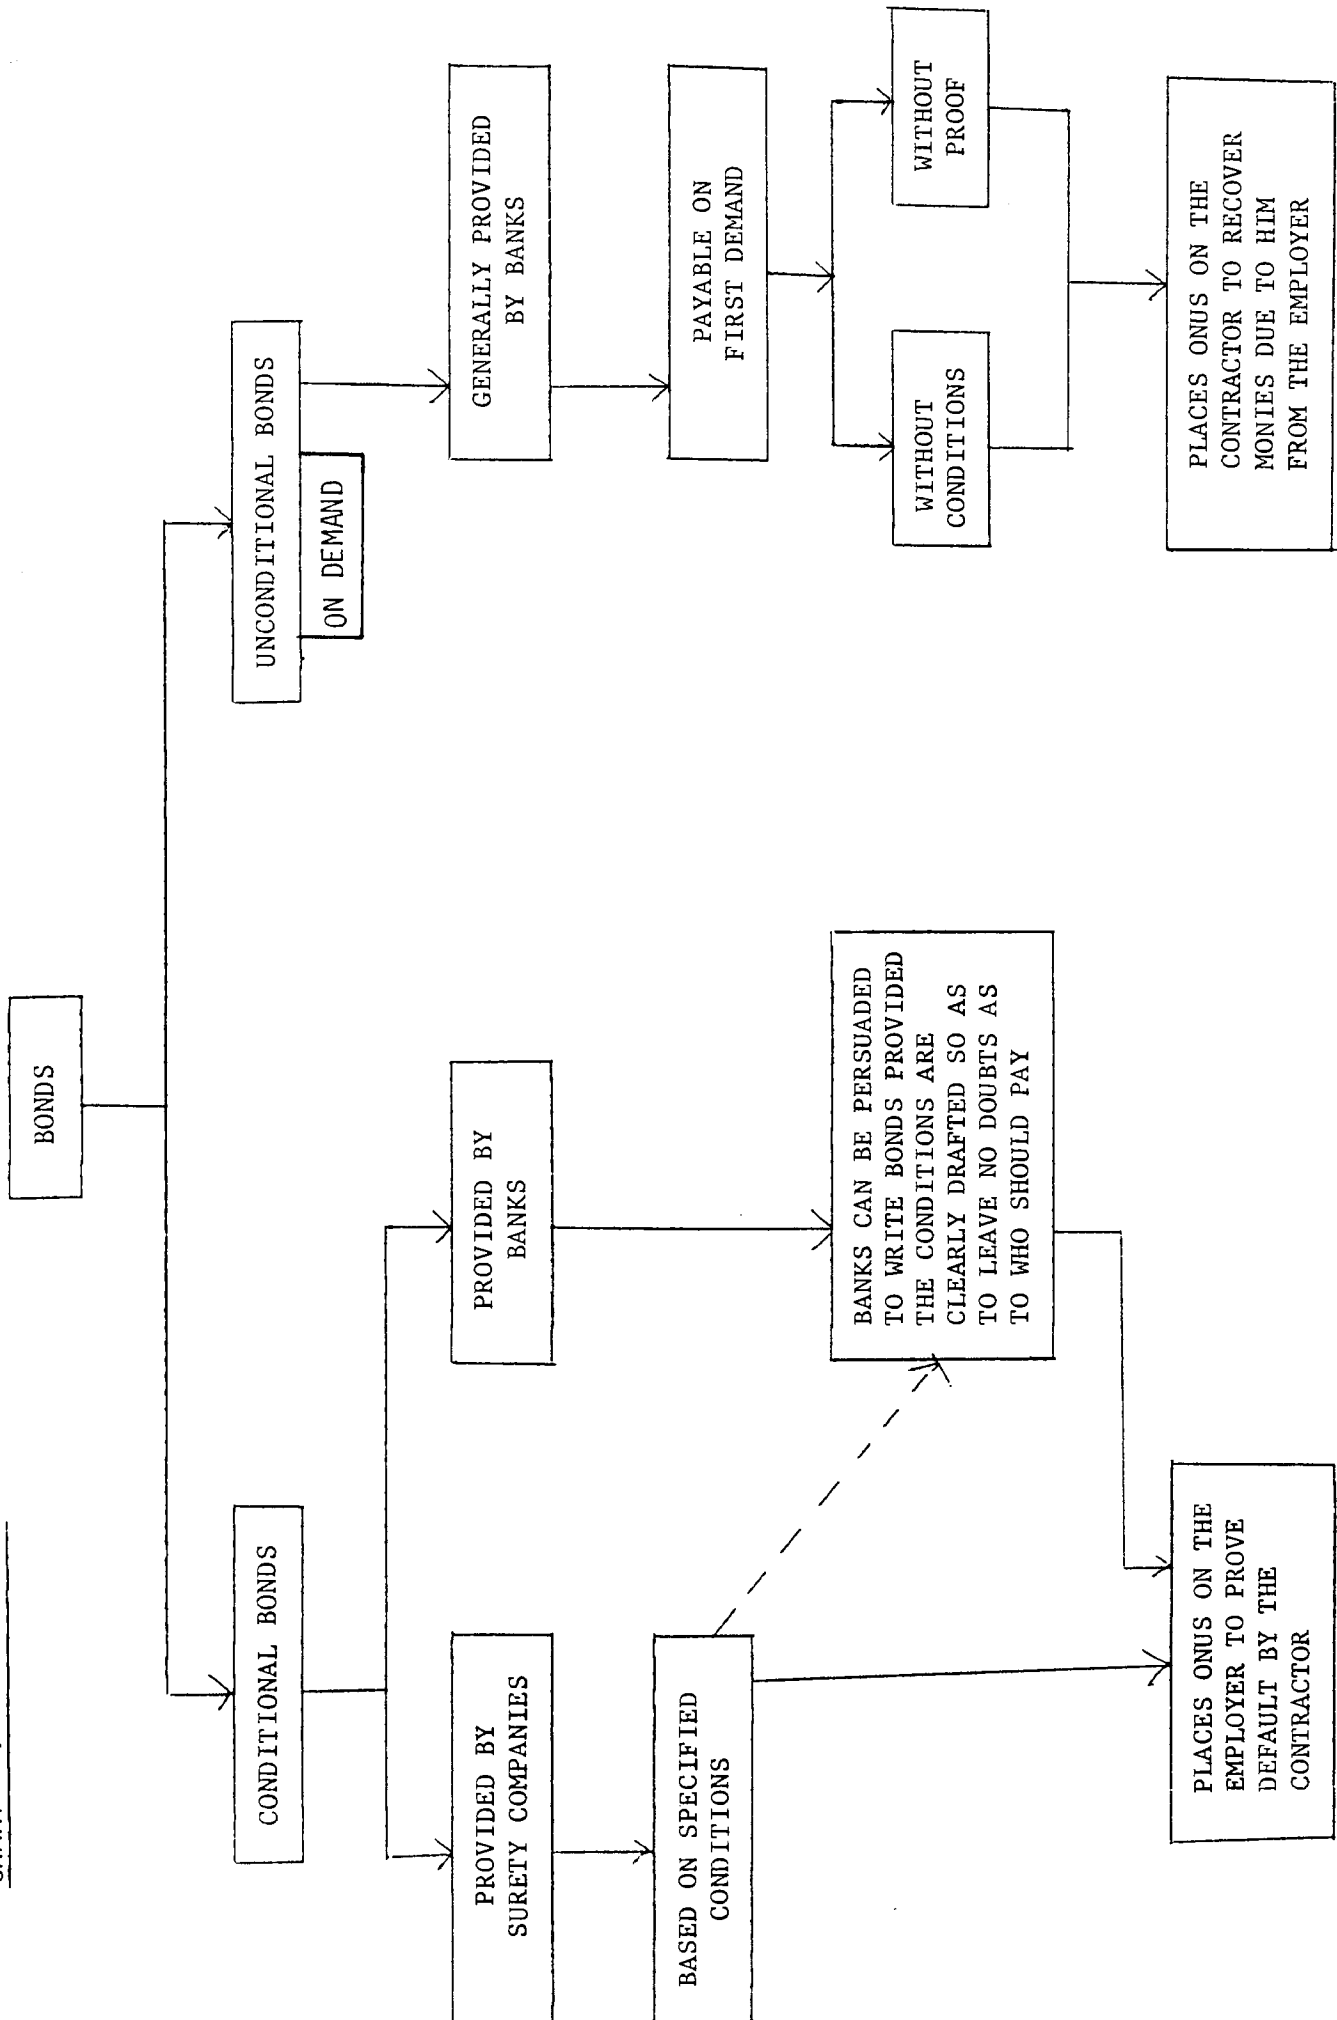 BONDS
CONDITIONAL BONDS
UNCONDITIONAL BONDS
ON DEMAND
PROVIDED BY
SURETY COMPANIES
PROVIDED BY
BANKS
GENERALLY PROVIDED
BY BANKS
BASED ON SPECIFIED
CONDITIONS
PAYABLE ON
FIRST DEMAND
BANKS CAN BE PERSUADED
TO WRITE BONDS PROVIDED
THE CONDITIONS ARE
CLEARLY DRAFTED SO AS
TO LEAVE NO DOUBTS AS
TO WHO SHOULD PAY
WITHOUT
CONDITIONS
WITHOUT
PROOF
PLACES ONUS ON THE
EMPLOYER TO PROVE
DEFAULT BY THE
CONTRACTOR
PLACES ONUS ON THE
CONTRACTOR TO RECOVER
MONIES DUE TO HIM
FROM THE EMPLOYER